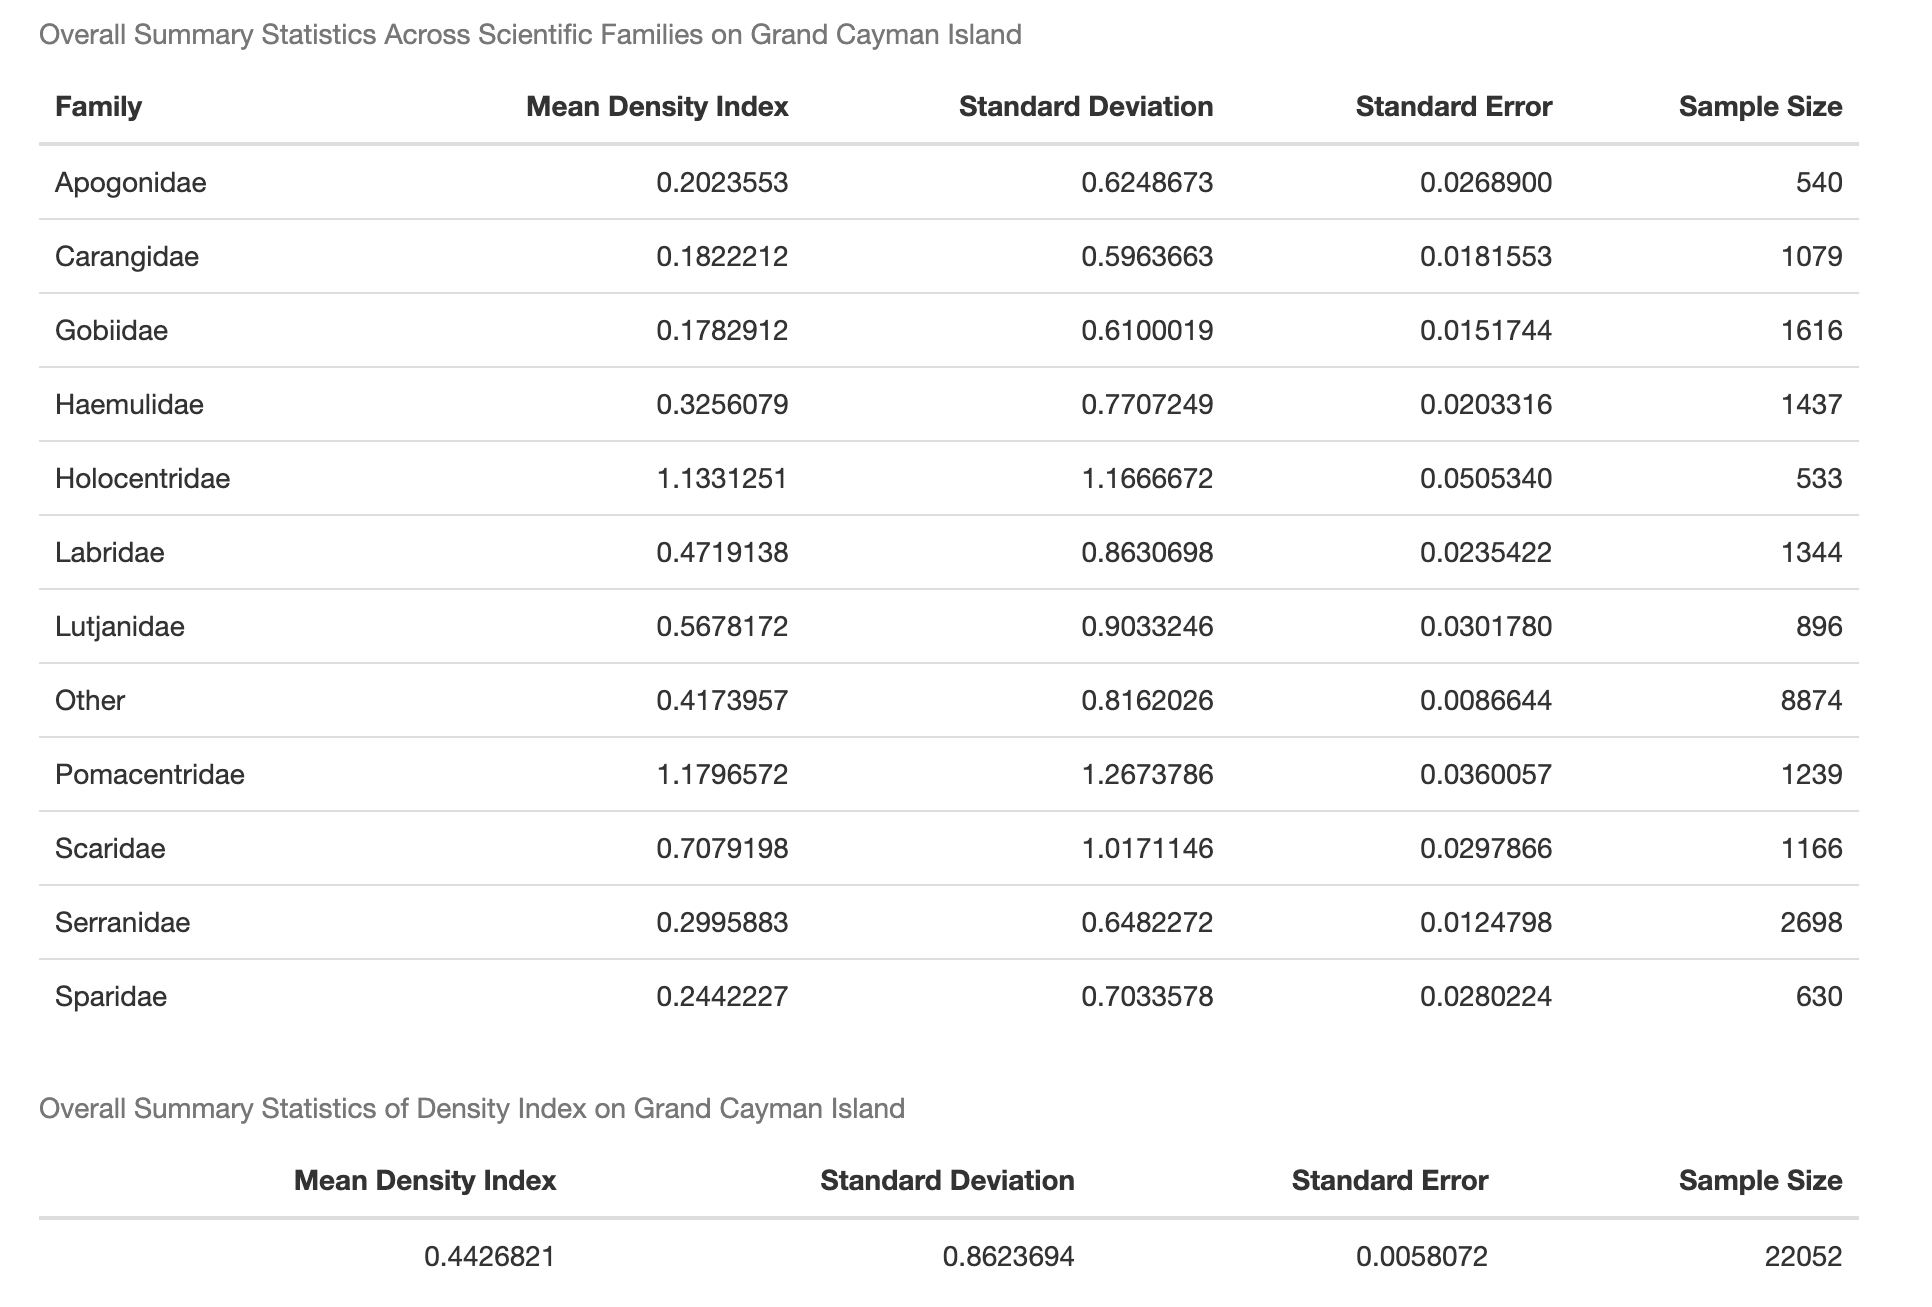 Overall Summary Statistics Across Scientific Families on Grand Cayman Island
Family Mean Density Index Standard Deviation Standard Error Sample Size
Apogonidae 0.2023553 0.6248673 0.0268900 540
Carangidae 0.1822212 0.5963663 0.0181553 1079
Gobiidae 0.1782912 0.6100019 0.0151744 1616
Haemulidae 0.3256079 0.7707249 0.0203316 1437
Holocentridae 1.1331251 1.1666672 0.0505340 533
Labridae 0.4719138 0.8630698 0.0235422 1344
Lutjanidae 0.5678172 0.9033246 0.0301780 896
Other 0.4173957 0.8162026 0.0086644 8874
Pomacentridae 1.1796572 1.2673786 0.0360057 1239
Scaridae 0.7079198 1.0171146 0.0297866 1166
Serranidae 0.2995883 0.6482272 0.0124798 2698
Sparidae 0.2442227 0.7033578 0.0280224 630
Overall Summary Statistics of Density Index on Grand Cayman Island
Mean Density Index Standard Deviation Standard Error Sample Size
0.4426821 0.8623694 0.0058072 22052